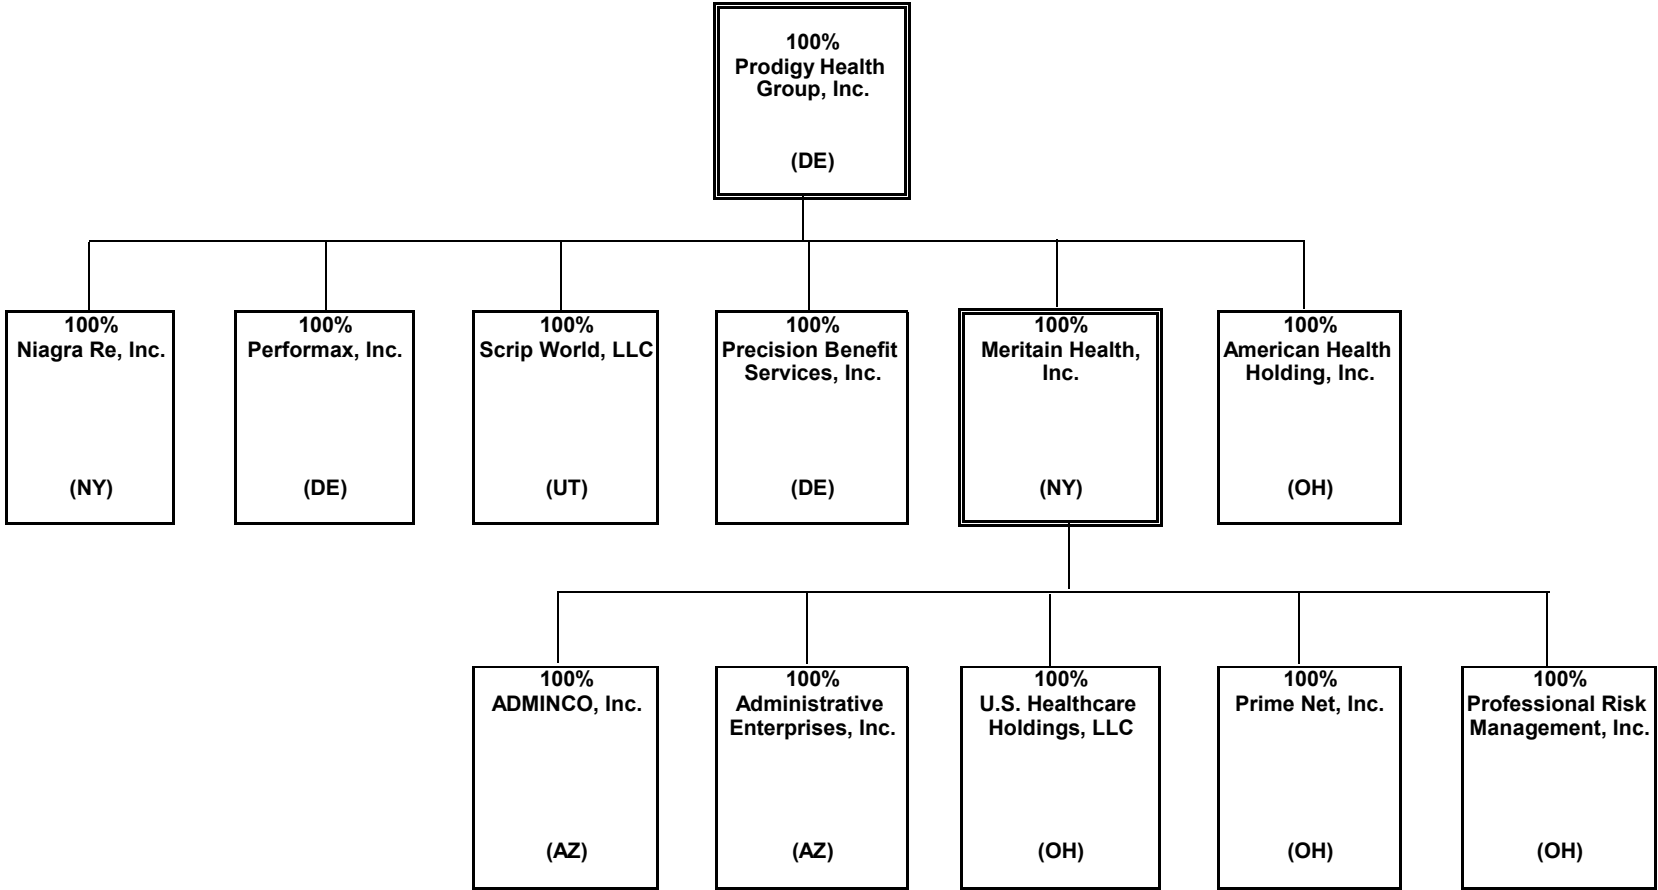 100%
Prodigy Health
Group, Inc.
(DE)
100%
Niagra Re, Inc.
(NY)
100%
Performax, Inc.
(DE)
100%
Scrip World, LLC
(UT)
100%
Precision Benefit
Services, Inc.
(DE)
100%
Meritain Health,
Inc.
(NY)
100%
American Health
Holding, Inc.
(OH)
100%
ADMINCO, Inc.
(AZ)
100%
Administrative
Enterprises, Inc.
(AZ)
100%
U.S. Healthcare
Holdings, LLC
(OH)
100%
Prime Net, Inc.
(OH)
100%
Professional Risk
Management, Inc.
(OH)